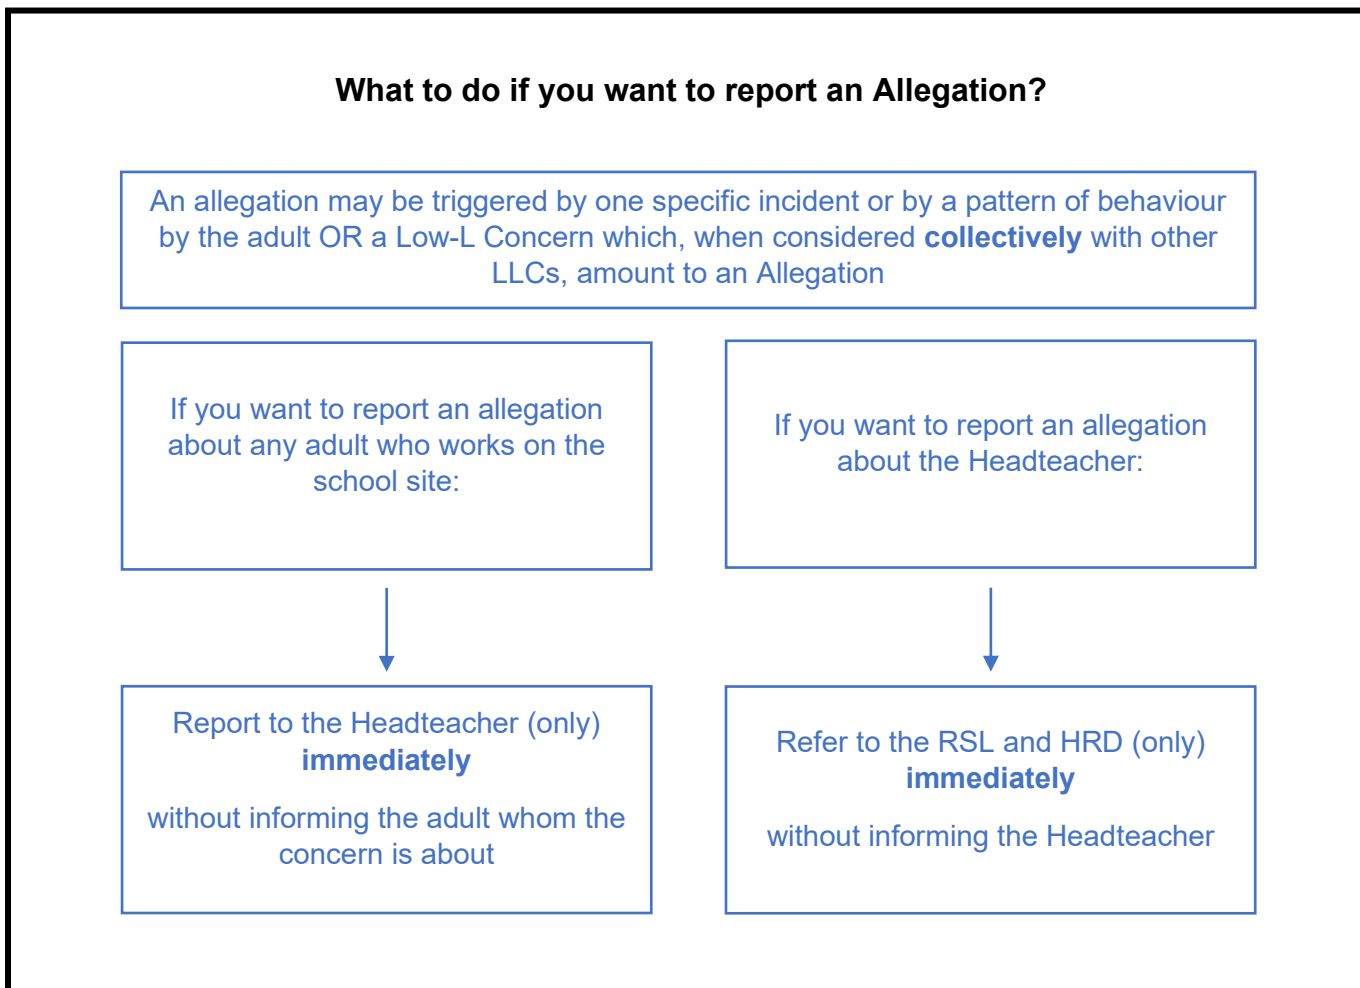 What to do if you want to report an Allegation?
An allegation may be triggered by one specific incident or by a pattern of behaviour
by the adult OR a Low-L Concern which, when considered collectively with other
LLCs, amount to an Allegation
If you want to report an allegation
about any adult who works on the
school site:
If you want to report an allegation
about the Headteacher:
Report to the Headteacher (only)
immediately
without informing the adult whom the
concern is about
Refer to the RSL and HRD (only)
immediately
without informing the Headteacher